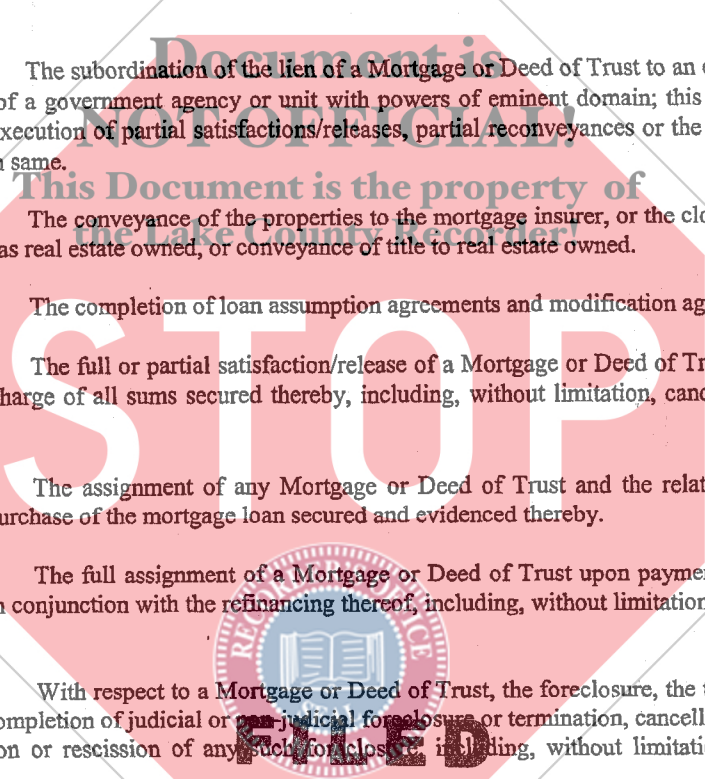 Document is
The subordination of the lien of a Mortgage or Deed of Trust to an
of a government agency or unit with powers of eminent domain; this
NOT OFFICIAL!
xecution of partial satisfactions/releases, partial reconveyances or the
same.
This Document is the property of
The conveyance of the properties to the mortgage insurer, or the clo
the Lake County Recorder!
as real estate owned, or conveyance of title to real estate owned.
The completion of loan assumption agreements and modification ag
STOP
The full or partial satisfaction/release of a Mortgage or Deed of Tr
harge of all sums secured thereby, including, without limitation, canc
The assignment of any Mortgage or Deed of Trust and the relat
urchase of the mortgage loan secured and evidenced thereby.
The full assignment of a Mortgage or Deed of Trust upon payme
n conjunction with the refinancing thereof, including, without limitation
RECORDER'S OFFICE
With respect to a Mortgage or Deed of Trust, the foreclosure, the t
ompletion of judicial or non-judicial foreclosure or termination, cancell
FILED
on or rescission of any such foreclosure, including, without limitati